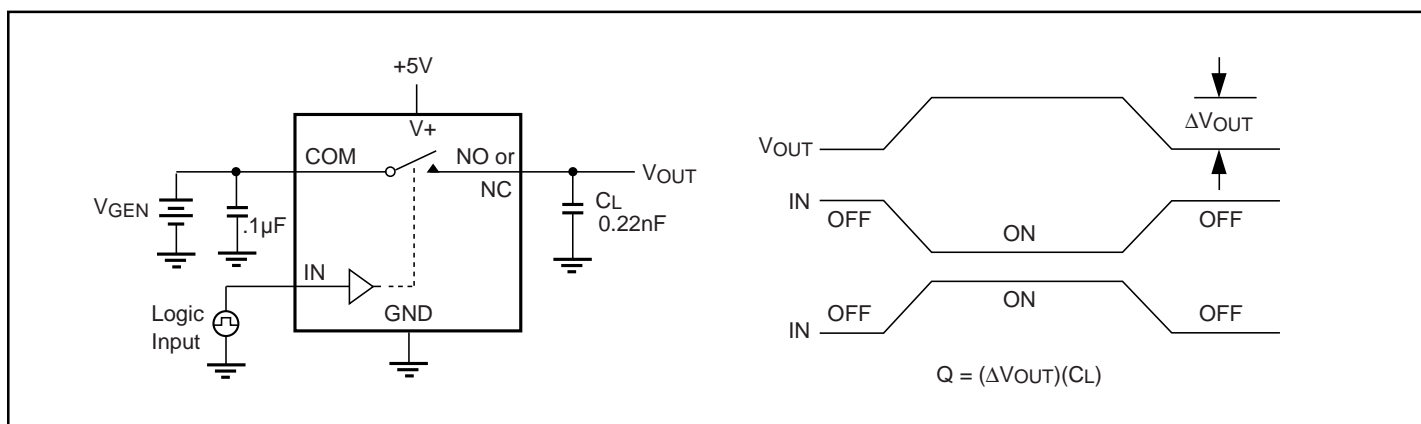 +5V
V+
COM
NO or
NC
VOUT
VGEN
.1µF
CL
0.22nF
IN
Logic
Input
GND
VOUT
ΔVOUT
IN
OFF
ON
OFF
IN
OFF
ON
OFF
Q = (ΔVOUT)(CL)